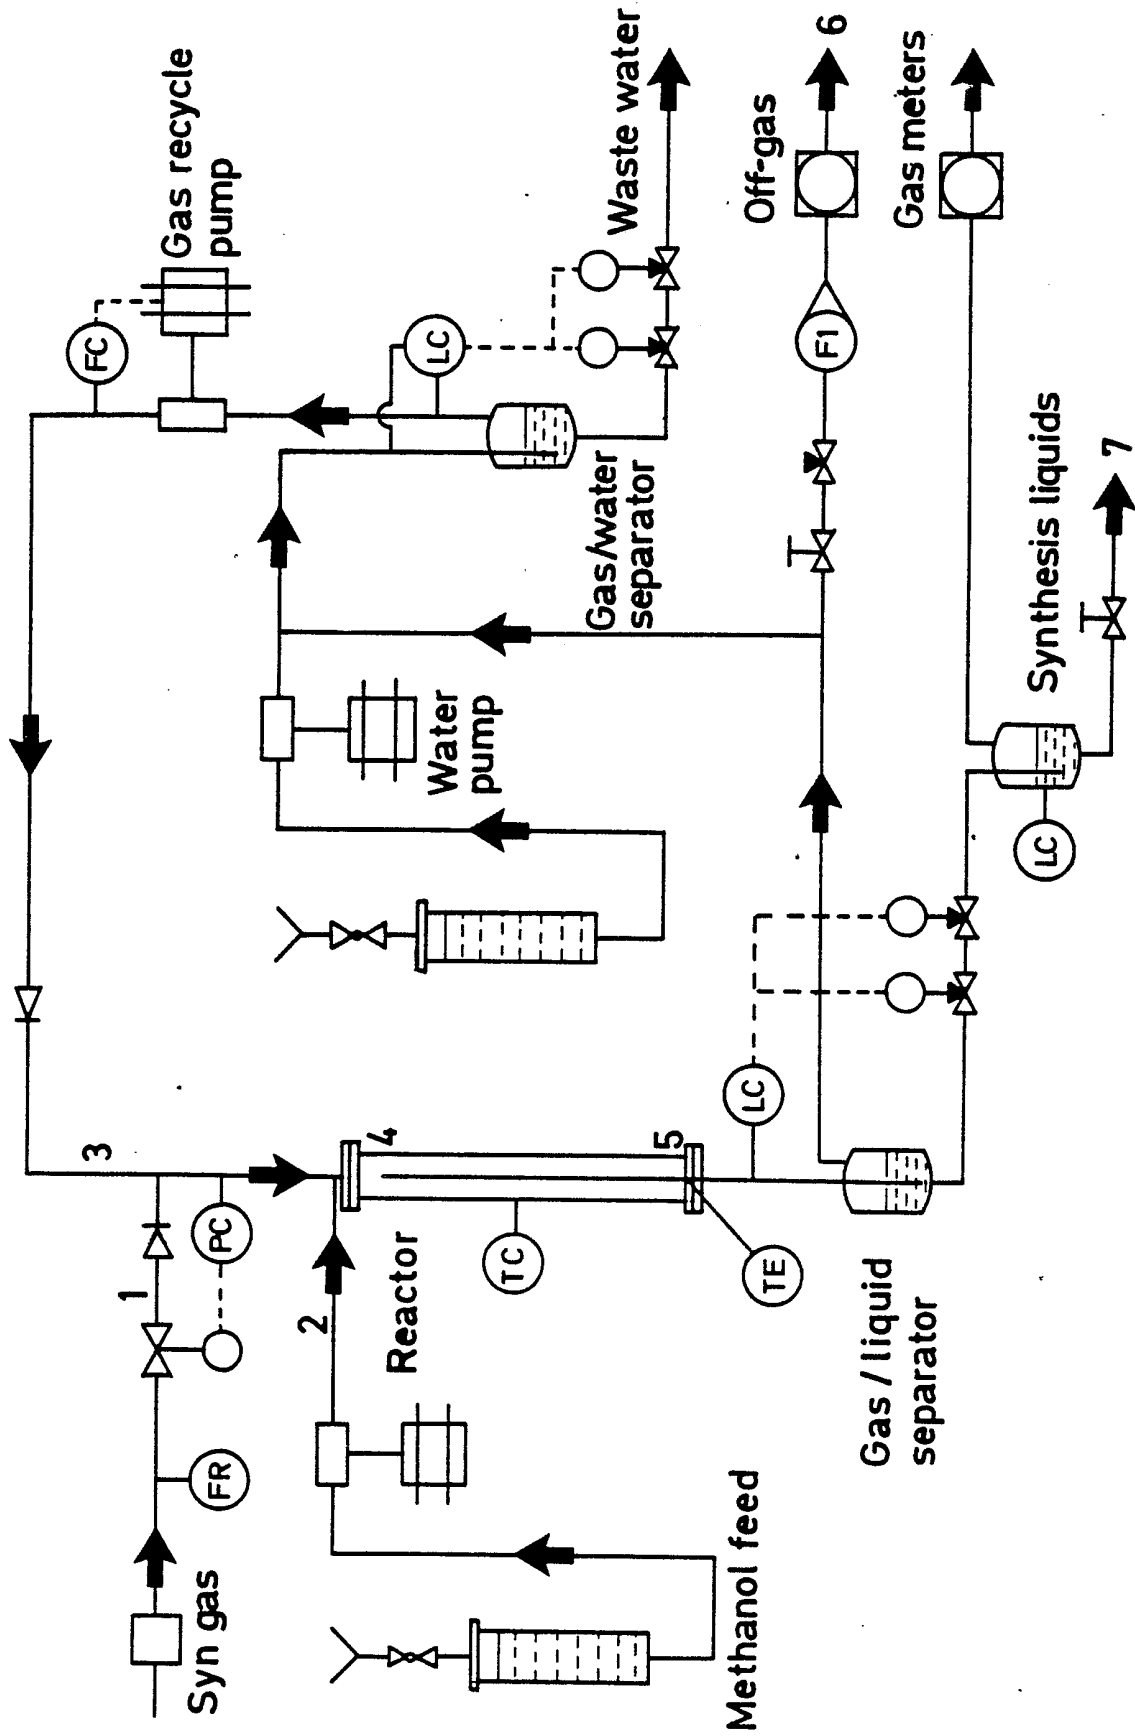 Syn gas
FR
1
PC
3
FC
Gas recycle
pump
Methanol feed
2
Reactor
4
TC
5
TE
Water
pump
LC
Gas/water
separator
Waste water
LC
Gas / liquid
separator
F1
Off-gas
6
Gas meters
LC
Synthesis liquids
7